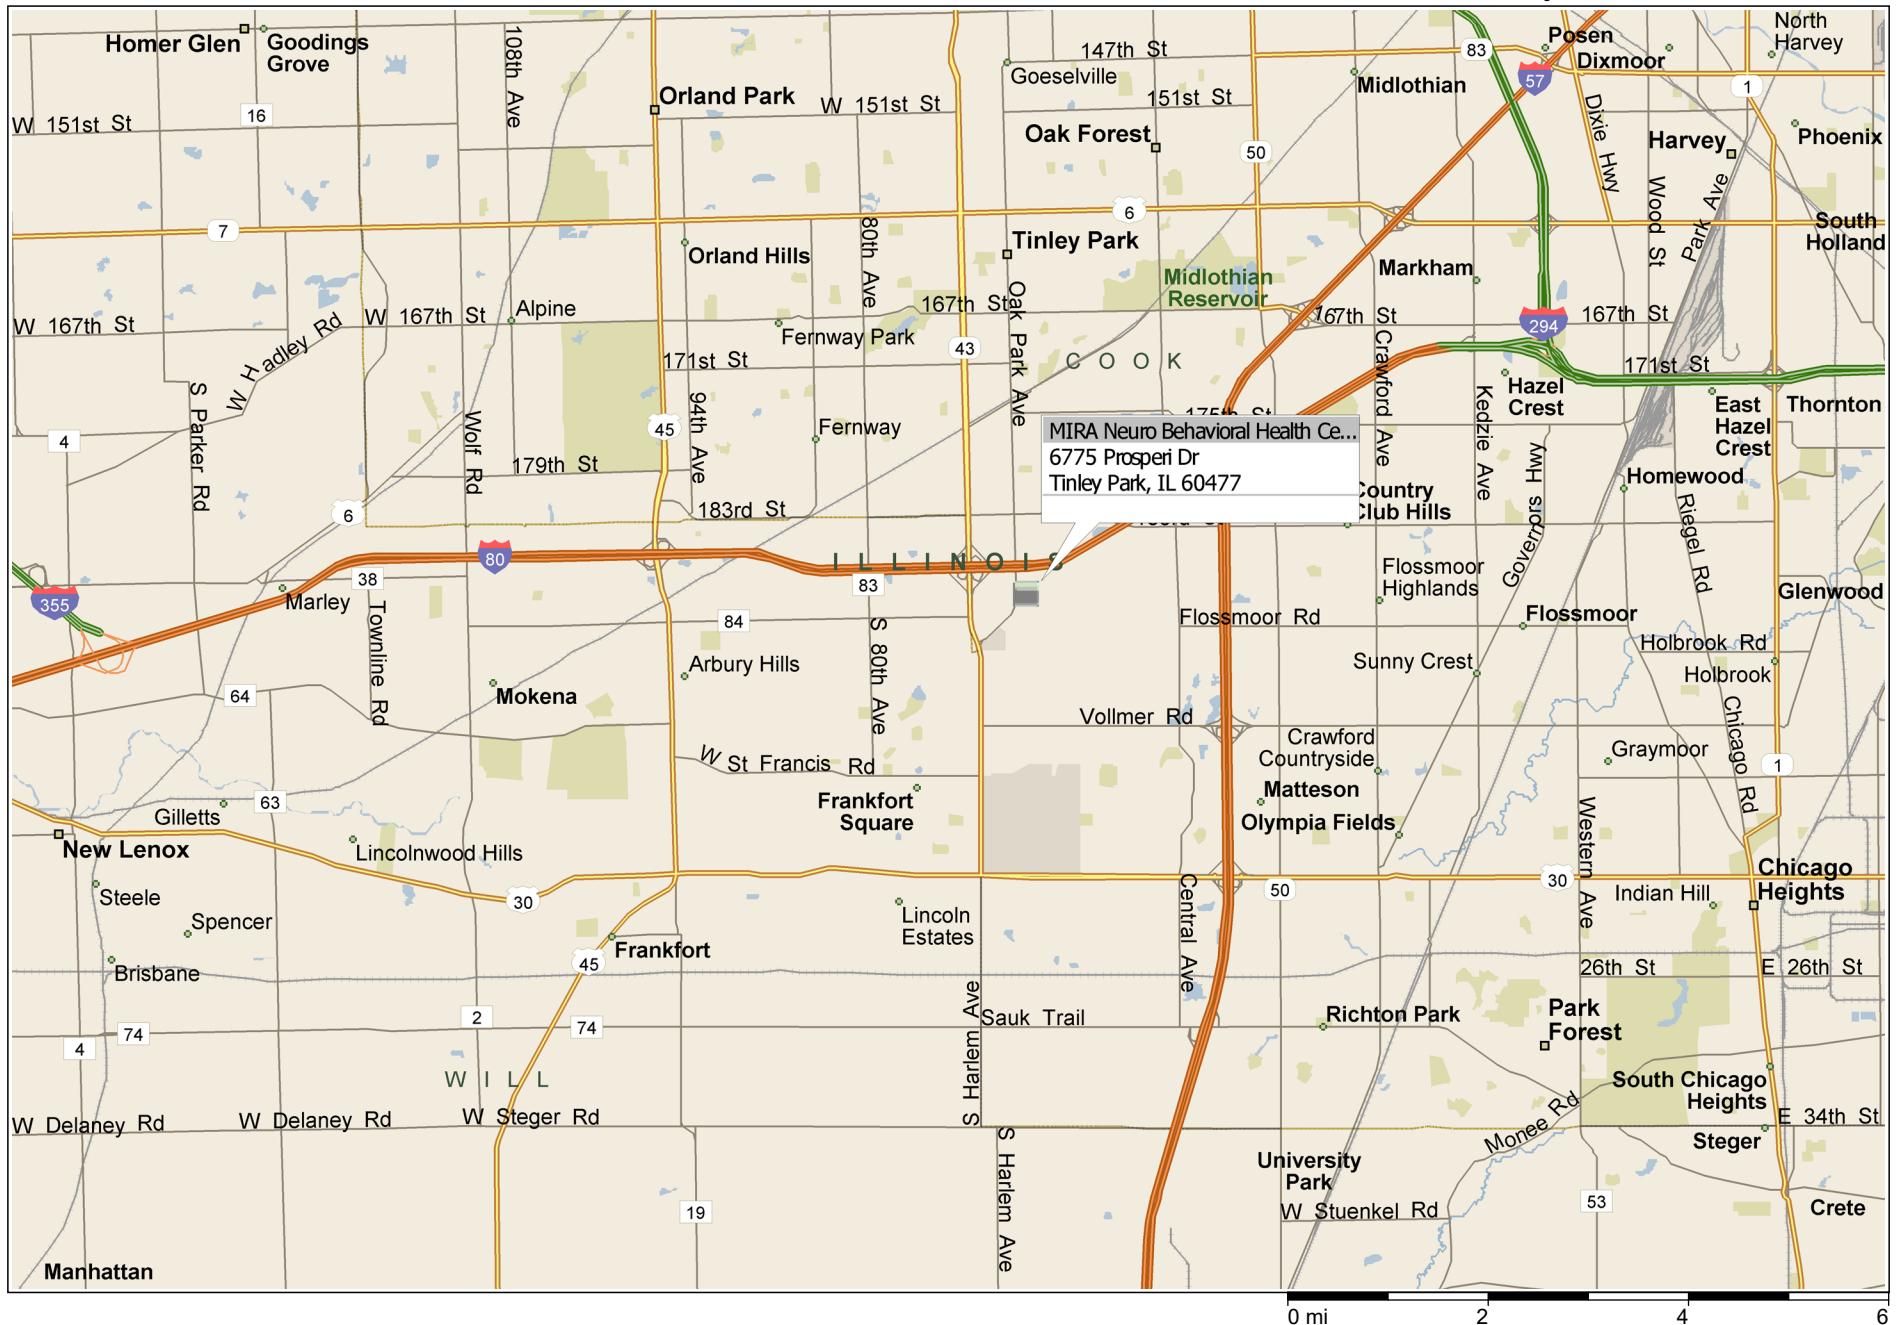 Homer Glen
Goodings
Grove
108th Ave
147th St
83
Posen
Dixmoor
North
Harvey
Goeselville
Midlothian
57
1
Orland Park
W 151st St
151st St
16
W 151st St
Oak Forest
50
Dixie Hwy
Harvey
Phoenix
Wood St
Park Ave
7
6
South
Holland
80th Ave
Tinley Park
Orland Hills
Midlothian
Reservoir
Markham
Oak Park Ave
W 167th St
W Hadley Rd
W 167th St
Alpine
167th St
167th St
167th St
294
Fernway Park
43
COOK
Crawford Ave
171st St
171st St
S Parker Rd
Wolf Rd
94th Ave
Kedzie Ave
Hazel
Crest
East
Hazel
Crest
Thornton
4
45
Fernway
175th St
MIRA Neuro Behavioral Health Ce...
6775 Prosperi Dr
Tinley Park, IL 60477
179th St
Governors Hwy
Homewood
Country
Club Hills
Riegel Rd
6
183rd St
183rd St
80
ILLINOIS
38
83
355
Marley
Townline Rd
Flossmoor
Highlands
Glenwood
84
S 80th Ave
Flossmoor Rd
Flossmoor
Holbrook Rd
Arbury Hills
Sunny Crest
Holbrook
64
Mokena
Chicago Rd
Vollmer Rd
W St Francis Rd
Crawford
Countryside
Graymoor
1
Gilletts
63
Frankfort
Square
Matteson
Olympia Fields
Western Ave
New Lenox
Lincolnwood Hills
Chicago
Heights
Steele
30
Central Ave
50
30
Indian Hill
Spencer
Lincoln
Estates
Frankfort
45
Brisbane
26th St
E 26th St
S Harlem Ave
2
74
74
4
Sauk Trail
Richton Park
Park
Forest
WILL
South Chicago
Heights
W Delaney Rd
W Delaney Rd
W Steger Rd
Monee Rd
E 34th St
Steger
S Harlem Ave
University
Park
19
W Stuenkel Rd
53
Crete
Manhattan
0 mi
2
4
6